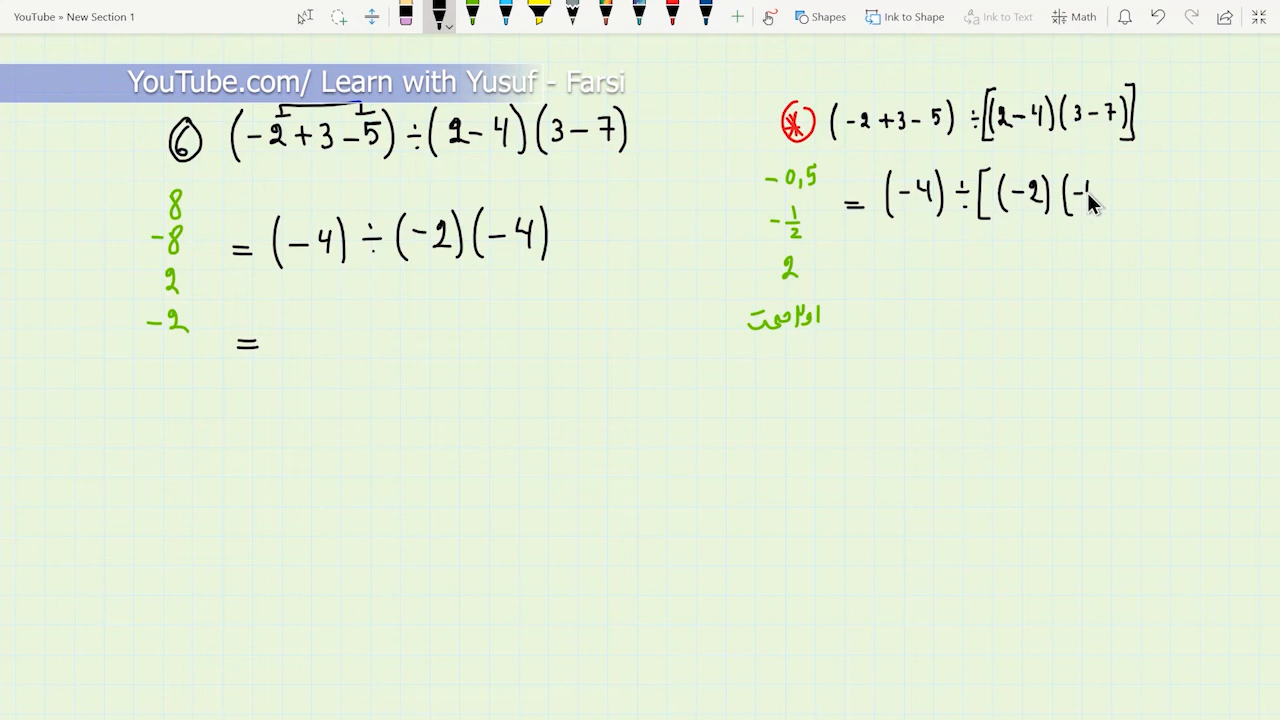 YouTube » New Section 1
Shapes
Ink to Shape
Ink to Text
Math
YouTube.com/ Learn with Yusuf - Farsi
⑥ (-2+3-5)÷(2-4)(3-7)
8
-8
2
-2
= (-4)÷(-2)(-4)
=
(-2+3-5)÷[(2-4)(3-7)]
-0,5
-1/2
2
= (-4)÷[(-2)(-